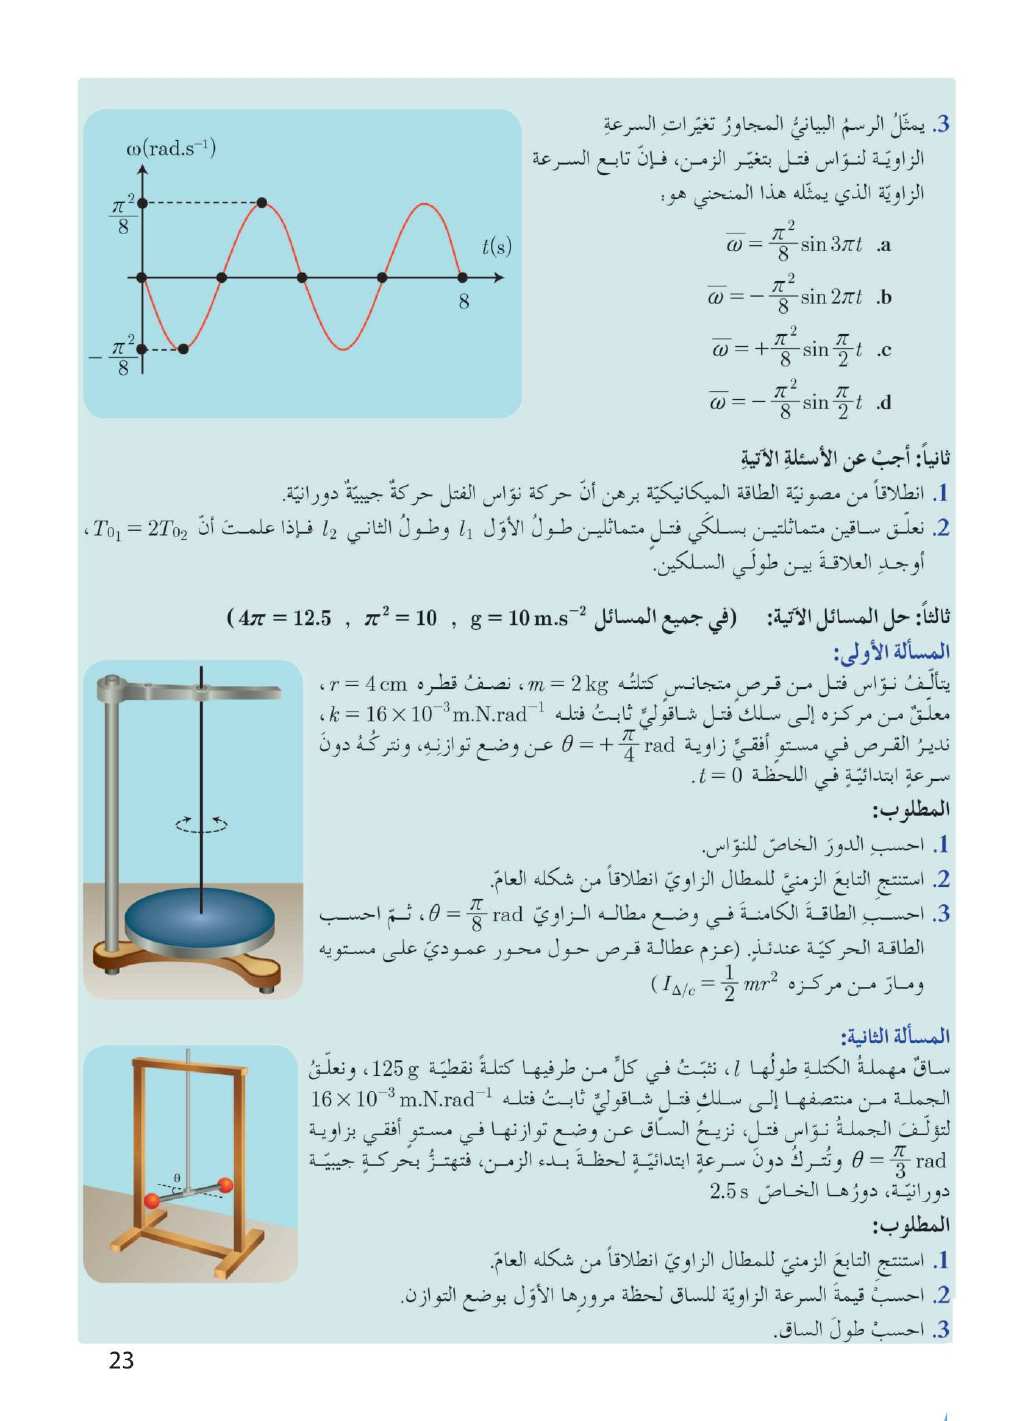 3. يمثّلُ الرسمُ البيانيُّ المجاورُ تغيّراتِ السرعةِ
الزاويّة لنوّاس فتل بتغيّر الزمن، فإنّ تابع السرعة
الزاويّة الذي يمثّله هذا المنحني هو:
a. ω̅ = π²/8 sin 3πt
b. ω̅ = − π²/8 sin 2πt
c. ω̅ = + π²/8 sin π/2 t
d. ω̅ = − π²/8 sin π/2 t
ω(rad.s⁻¹)
π²/8
t(s)
8
− π²/8
ثانياً: أجبْ عن الأسئلةِ الآتيةِ
1. انطلاقاً من مصونيّة الطاقة الميكانيكيّة برهن أنّ حركة نوّاس الفتل حركةٌ جيبيّةٌ دورانيّة.
2. نعلّق ساقين متماثلتين بسلكَي فتلٍ متماثلين طولُ الأوّل l₁ وطولُ الثاني l₂ فإذا علمتَ أنّ T₀₁ = 2T₀₂،
أوجدِ العلاقةَ بين طولَي السلكين.
ثالثاً: حل المسائل الآتية: (في جميع المسائل 4π = 12.5 , π² = 10 , g = 10 m.s⁻²)
المسألة الأولى:
يتألّفُ نوّاس فتل من قرصٍ متجانسٍ كتلتُه m = 2 kg، نصفُ قطره r = 4 cm،
معلّقٌ من مركزه إلى سلك فتل شاقوليٍّ ثابتُ فتله k = 16 × 10⁻³ m.N.rad⁻¹،
نديرُ القرص في مستوٍ أفقيٍّ زاوية θ = + π/4 rad عن وضع توازنِهِ، ونتركُهُ دونَ
سرعةٍ ابتدائيّةٍ في اللحظة t = 0.
المطلوب:
1. احسبِ الدورَ الخاصّ للنوّاس.
2. استنتجِ التابعَ الزمنيَّ للمطال الزاويّ انطلاقاً من شكله العامّ.
3. احسبِ الطاقةَ الكامنةَ في وضع مطاله الزاويّ θ = π/8 rad، ثمّ احسب
الطاقة الحركيّة عندئذٍ. (عزم عطالة قرص حول محور عموديّ على مستويه
ومارّ من مركزه I_Δ/c = 1/2 mr²)
المسألة الثانية:
ساقٌ مهملةُ الكتلةِ طولُها l، نثبّتُ في كلٍّ من طرفيها كتلةً نقطيّة 125 g، ونعلّقُ
الجملة من منتصفها إلى سلكِ فتل شاقوليٍّ ثابتُ فتله 16 × 10⁻³ m.N.rad⁻¹
لتؤلّفَ الجملةُ نوّاس فتل، نزيحُ السّاق عن وضع توازنها في مستوٍ أفقي بزاوية
θ = π/3 rad وتُتركُ دونَ سرعةٍ ابتدائيّةٍ لحظةَ بدء الزمن، فتهتزُّ بحركةٍ جيبيّة
دورانيّة، دورُها الخاصّ 2.5 s
المطلوب:
1. استنتجِ التابعَ الزمنيّ للمطال الزاويّ انطلاقاً من شكله العامّ.
2. احسبْ قيمةَ السرعة الزاويّة للساق لحظة مرورها الأوّل بوضع التوازن.
3. احسبْ طولَ الساق.
θ
23